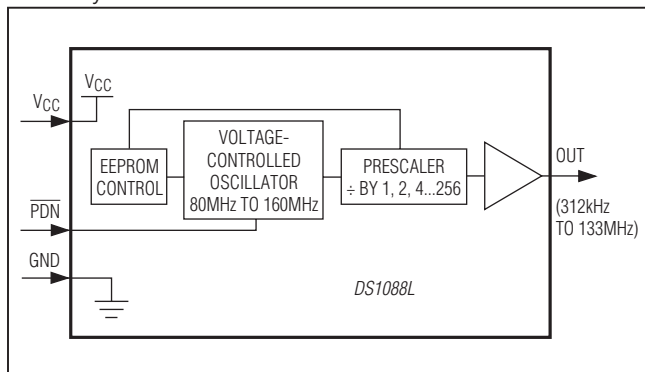 VCC
VCC
EEPROM
CONTROL
VOLTAGE-
CONTROLLED
OSCILLATOR
80MHz TO 160MHz
PRESCALER
÷ BY 1, 2, 4...256
OUT
(312kHz
TO 133MHz)
PDN
GND
DS1088L